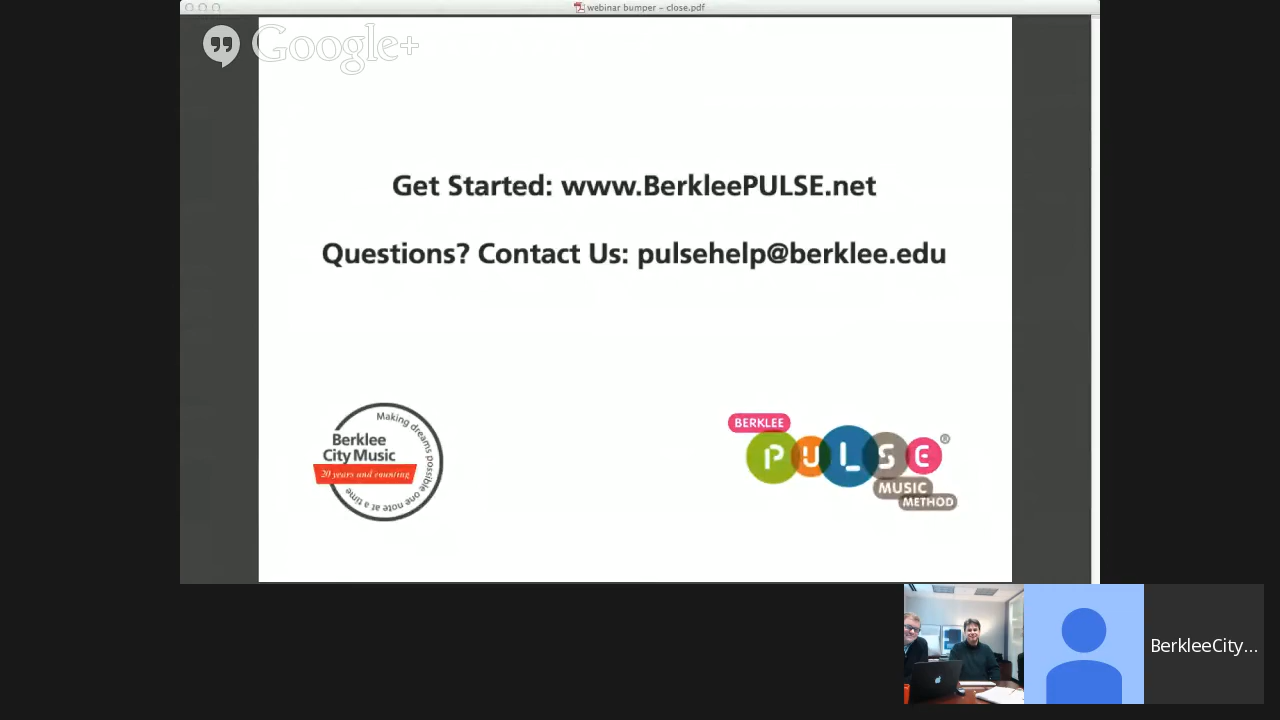 webinar bumper – close.pdf
Google+
Get Started: www.BerkleePULSE.net
Questions? Contact Us: pulsehelp@berklee.edu
Making dreams possible one note at a time
Berklee
City Music
20 years and counting
BERKLEE
PULSE®
MUSIC
METHOD
BerkleeCity...